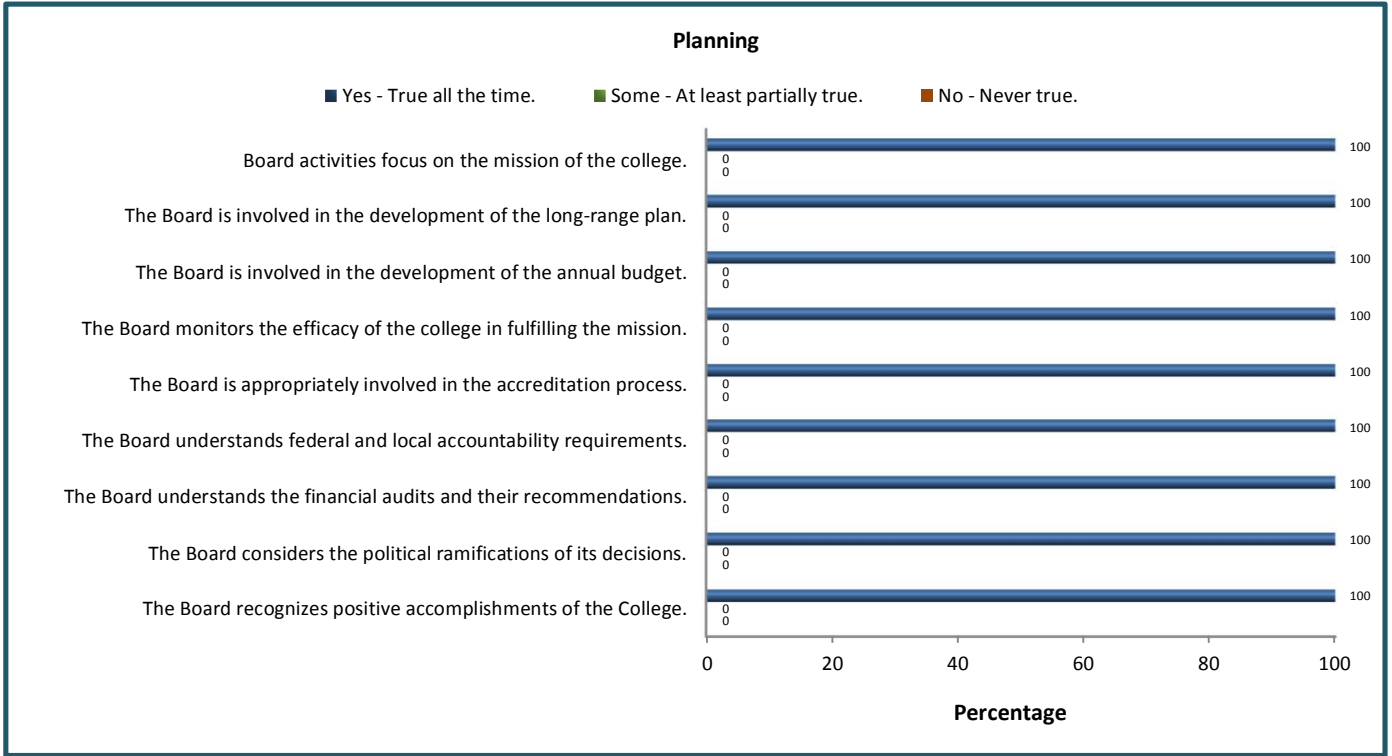 Planning
Yes - True all the time. Some - At least partially true. No - Never true.
Board activities focus on the mission of the college. 100
0
0
The Board is involved in the development of the long-range plan. 100
0
0
The Board is involved in the development of the annual budget. 100
0
0
The Board monitors the efficacy of the college in fulfilling the mission. 100
0
0
The Board is appropriately involved in the accreditation process. 100
0
0
The Board understands federal and local accountability requirements. 100
0
0
The Board understands the financial audits and their recommendations. 100
0
0
The Board considers the political ramifications of its decisions. 100
0
0
The Board recognizes positive accomplishments of the College. 100
0
0
0 20 40 60 80 100
Percentage